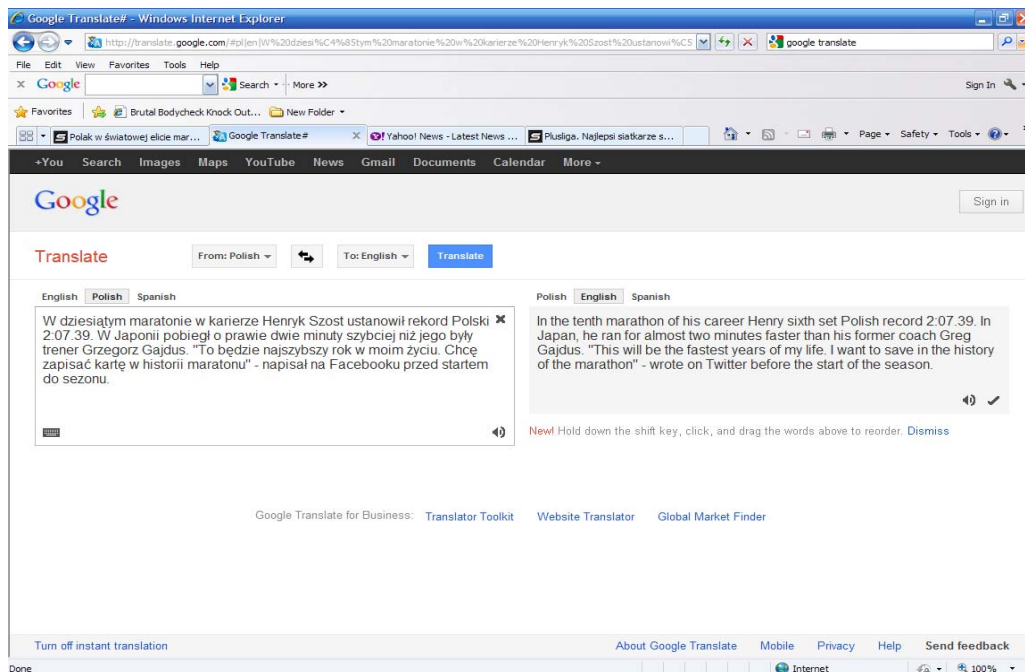 Google Translate# - Windows Internet Explorer
http://translate.google.com/#pl|en|W%20dziesi%C4%85tym%20maratonie%20w%20karierze%20Henryk%20Szost%20ustanowi%C5
google translate
File Edit View Favorites Tools Help
x Google Search More >> Sign In
Favorites Brutal Bodycheck Knock Out... New Folder
Polak w światowej elicie mar... Google Translate# X Yahoo! News - Latest News ... Plusliga. Najlepsi siatkarze s... Page Safety Tools
+You Search Images Maps YouTube News Gmail Documents Calendar More
Google Sign in
Translate From: Polish To: English Translate
English Polish Spanish
W dziesiątym maratonie w karierze Henryk Szost ustanowił rekord Polski
2:07.39. W Japonii pobiegł o prawie dwie minuty szybciej niż jego były
trener Grzegorz Gajdus. "To będzie najszybszy rok w moim życiu. Chcę
zapisać kartę w historii maratonu" - napisał na Facebooku przed startem
do sezonu.
Polish English Spanish
In the tenth marathon of his career Henry sixth set Polish record 2:07.39. In
Japan, he ran for almost two minutes faster than his former coach Greg
Gajdus. "This will be the fastest years of my life. I want to save in the history
of the marathon" - wrote on Twitter before the start of the season.
New! Hold down the shift key, click, and drag the words above to reorder. Dismiss
Google Translate for Business: Translator Toolkit Website Translator Global Market Finder
Turn off instant translation About Google Translate Mobile Privacy Help Send feedback
Done Internet 100%